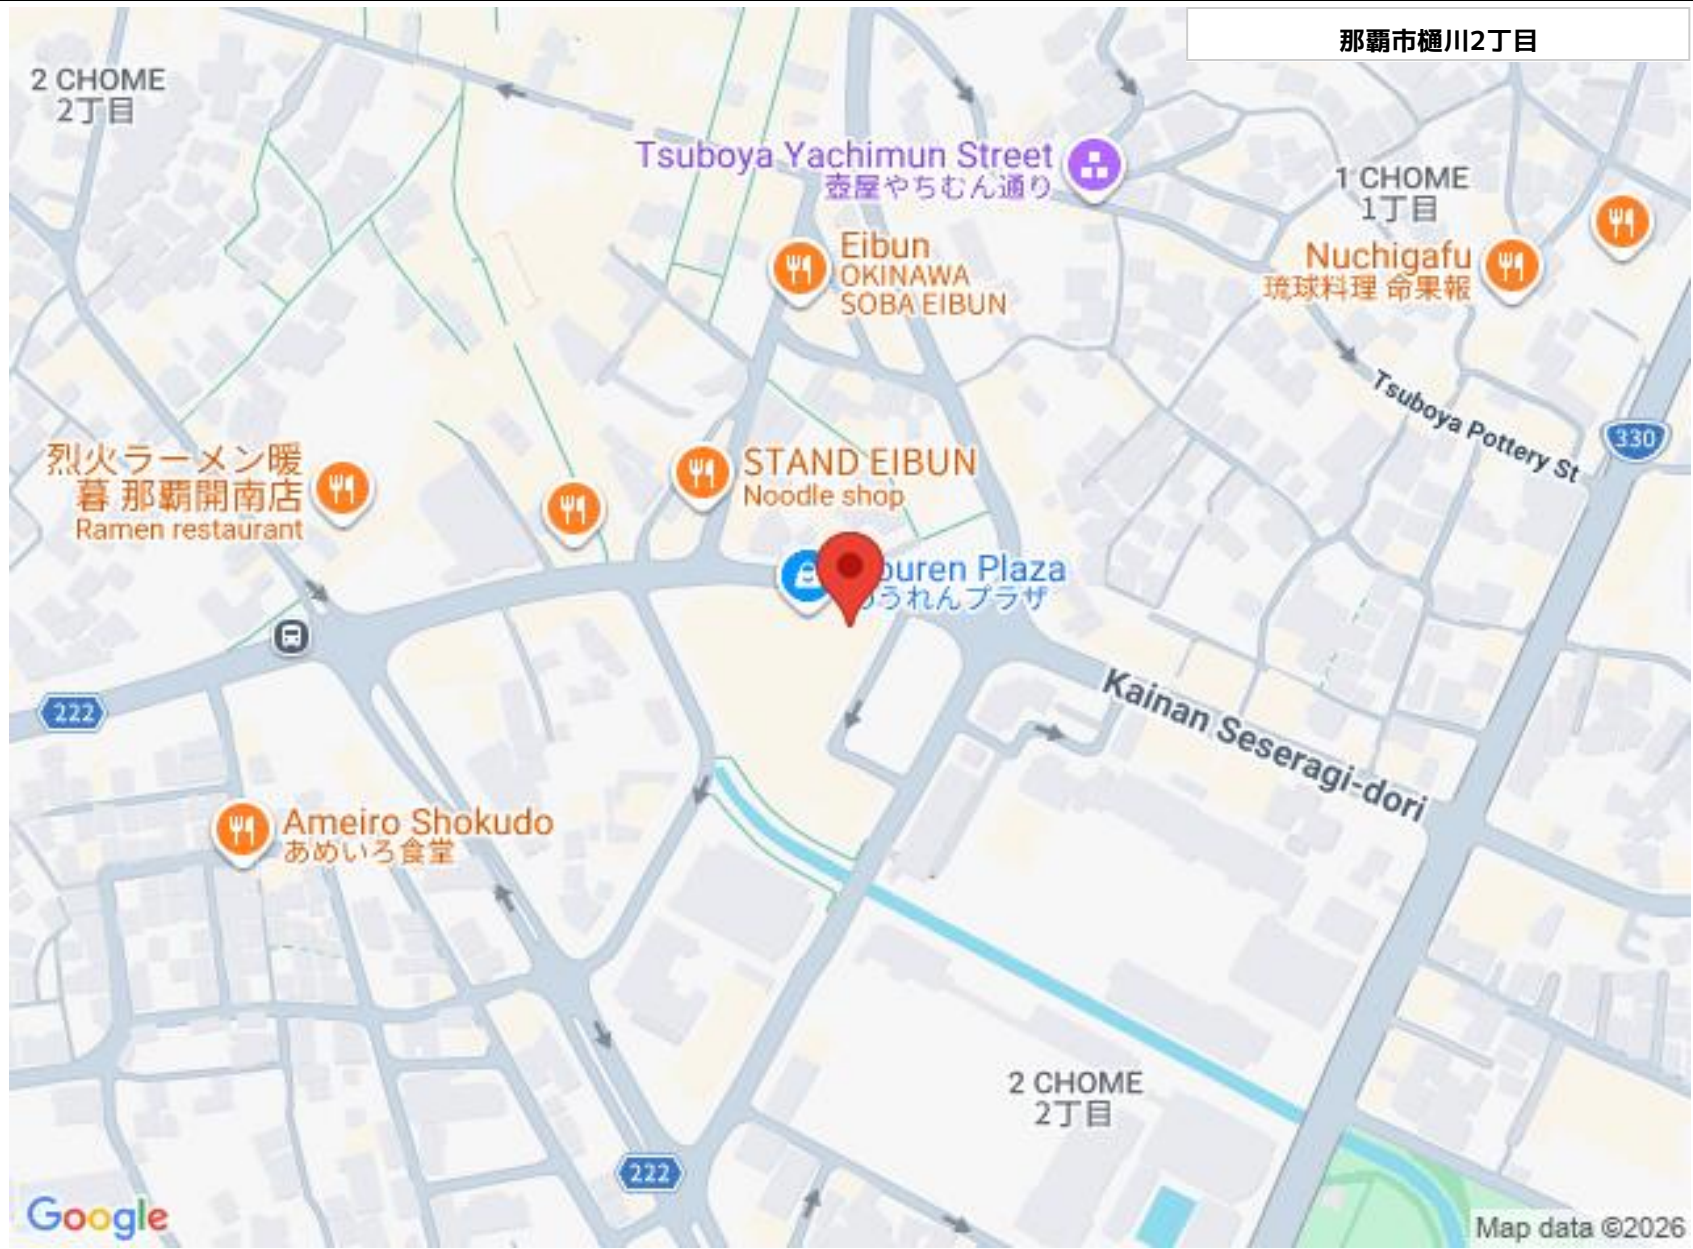 那覇市樋川2丁目
2 CHOME
2丁目
Tsuboya Yachimun Street
壺屋やちむん通り
1 CHOME
1丁目
Eibun
OKINAWA
SOBA EIBUN
Nuchigafu
琉球料理 命果報
Tsuboya Pottery St
330
烈火ラーメン暖
暮 那覇開南店
Ramen restaurant
STAND EIBUN
Noodle shop
ouren Plaza
うれんプラザ
222
Kainan Seseragi-dori
Ameiro Shokudo
あめいろ食堂
2 CHOME
2丁目
222
Google
Map data ©2026